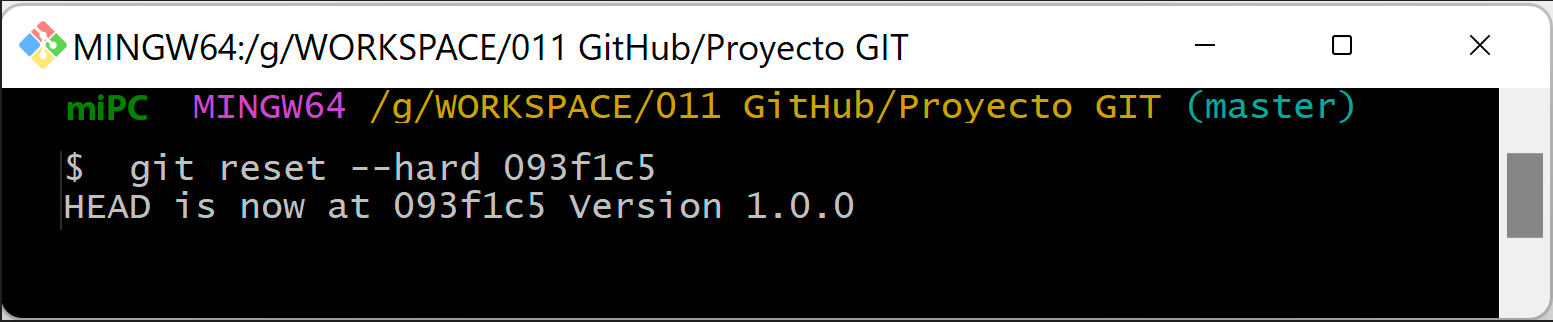 MINGW64:/g/WORKSPACE/011 GitHub/Proyecto GIT
miPC MINGW64 /g/WORKSPACE/011 GitHub/Proyecto GIT (master)
$ git reset --hard 093f1c5
HEAD is now at 093f1c5 Version 1.0.0